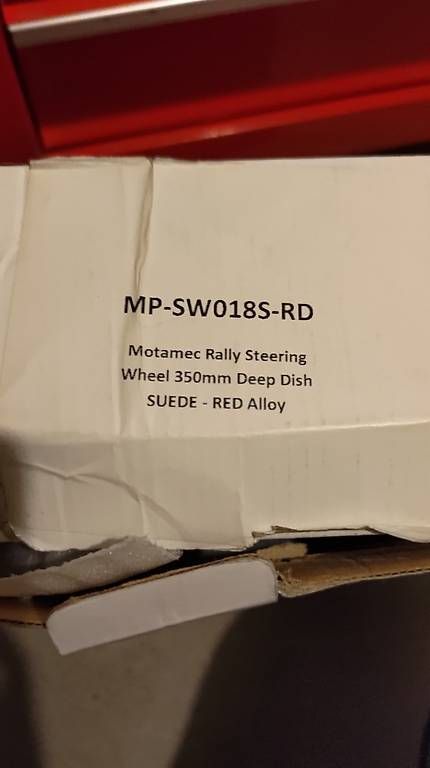 MP-SW018S-RD
Motamec Rally Steering
Wheel 350mm Deep Dish
SUEDE - RED Alloy